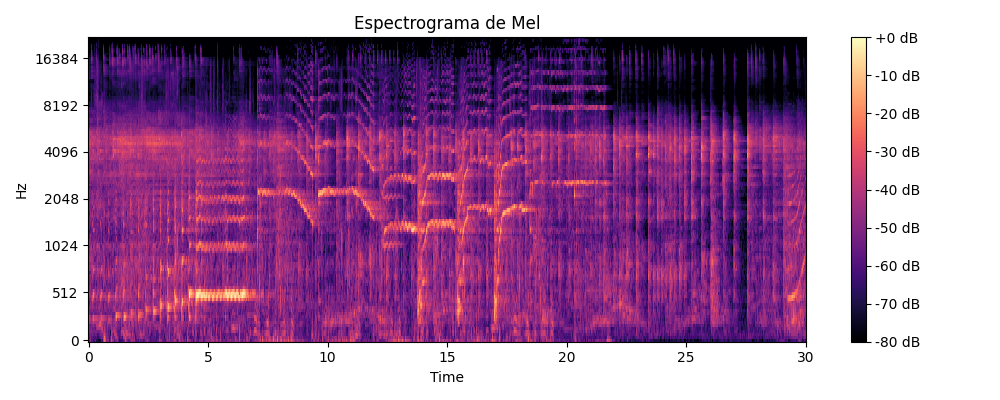 Espectrograma de Mel
Hz
16384
8192
4096
2048
1024
512
0
0 5 10 15 20 25 30
Time
+0 dB
-10 dB
-20 dB
-30 dB
-40 dB
-50 dB
-60 dB
-70 dB
-80 dB